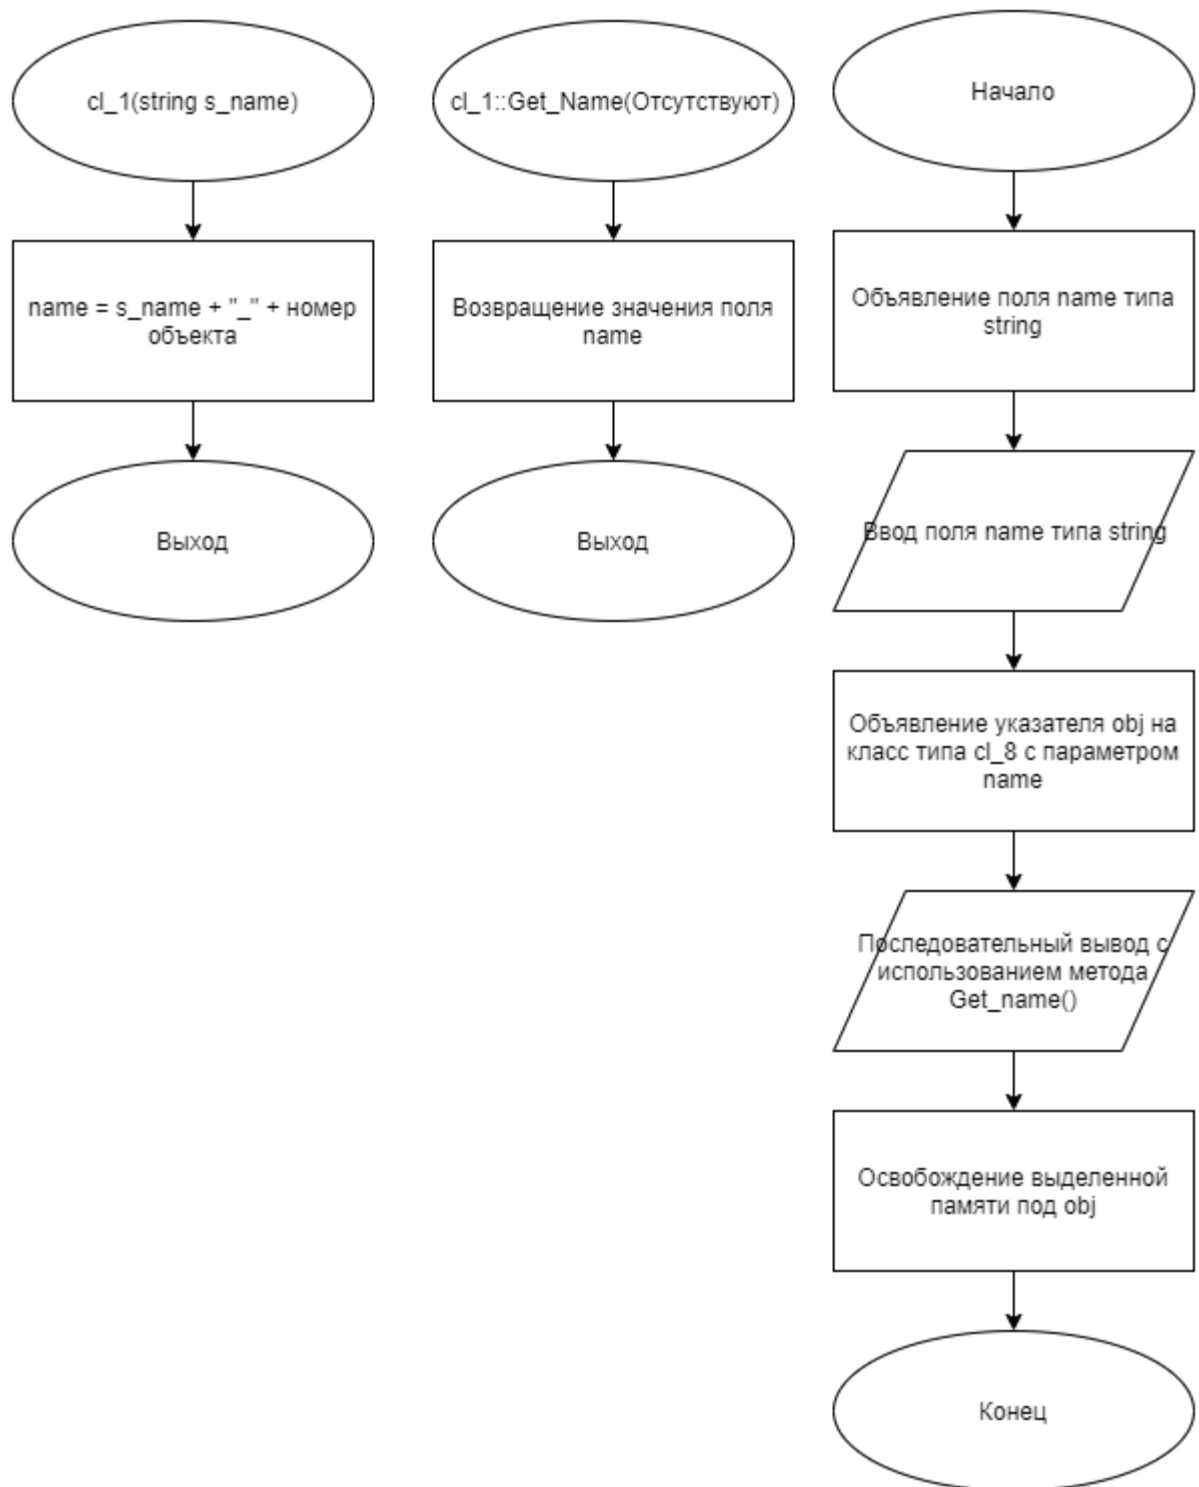 cl_1(string s_name)
name = s_name + "_" + номер
объекта
Выход
cl_1::Get_Name(Отсутствуют)
Возвращение значения поля
name
Выход
Начало
Объявление поля name типа
string
Ввод поля name типа string
Объявление указателя obj на
класс типа cl_8 с параметром
name
Последовательный вывод с
использованием метода
Get_name()
Освобождение выделенной
памяти под obj
Конец